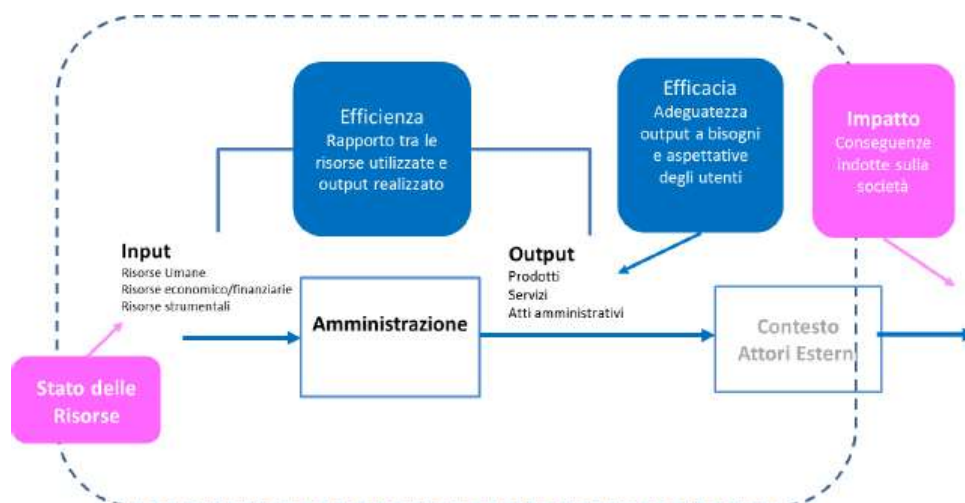 Efficienza
Rapporto tra le
risorse utilizzate e
output realizzato
Efficacia
Adeguatezza
output a bisogni
e aspettative
degli utenti
Impatto
Conseguenze
indotte sulla
società
Input
Risorse Umane
Risorse economico/finanziarie
Risorse strumentali
Output
Prodotti
Servizi
Atti amministrativi
Amministrazione
Contesto
Attori Estern
Stato delle
Risorse